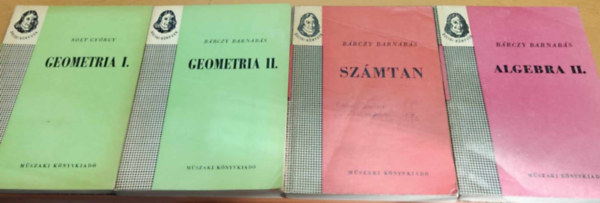 HOEP GYÖRGY
GEOMETRIA I.
MŰSZAKI KÖNYVKIADÓ
BÁRCZY BARNABÁS
GEOMETRIA II.
MŰSZAKI KÖNYVKIADÓ
BÁRCZY BARNABÁS
SZÁMTAN
MŰSZAKI KÖNYVKIADÓ
BÁRCZY BARNABÁS
ALGEBRA II.
MŰSZAKI KÖNYVKIADÓ